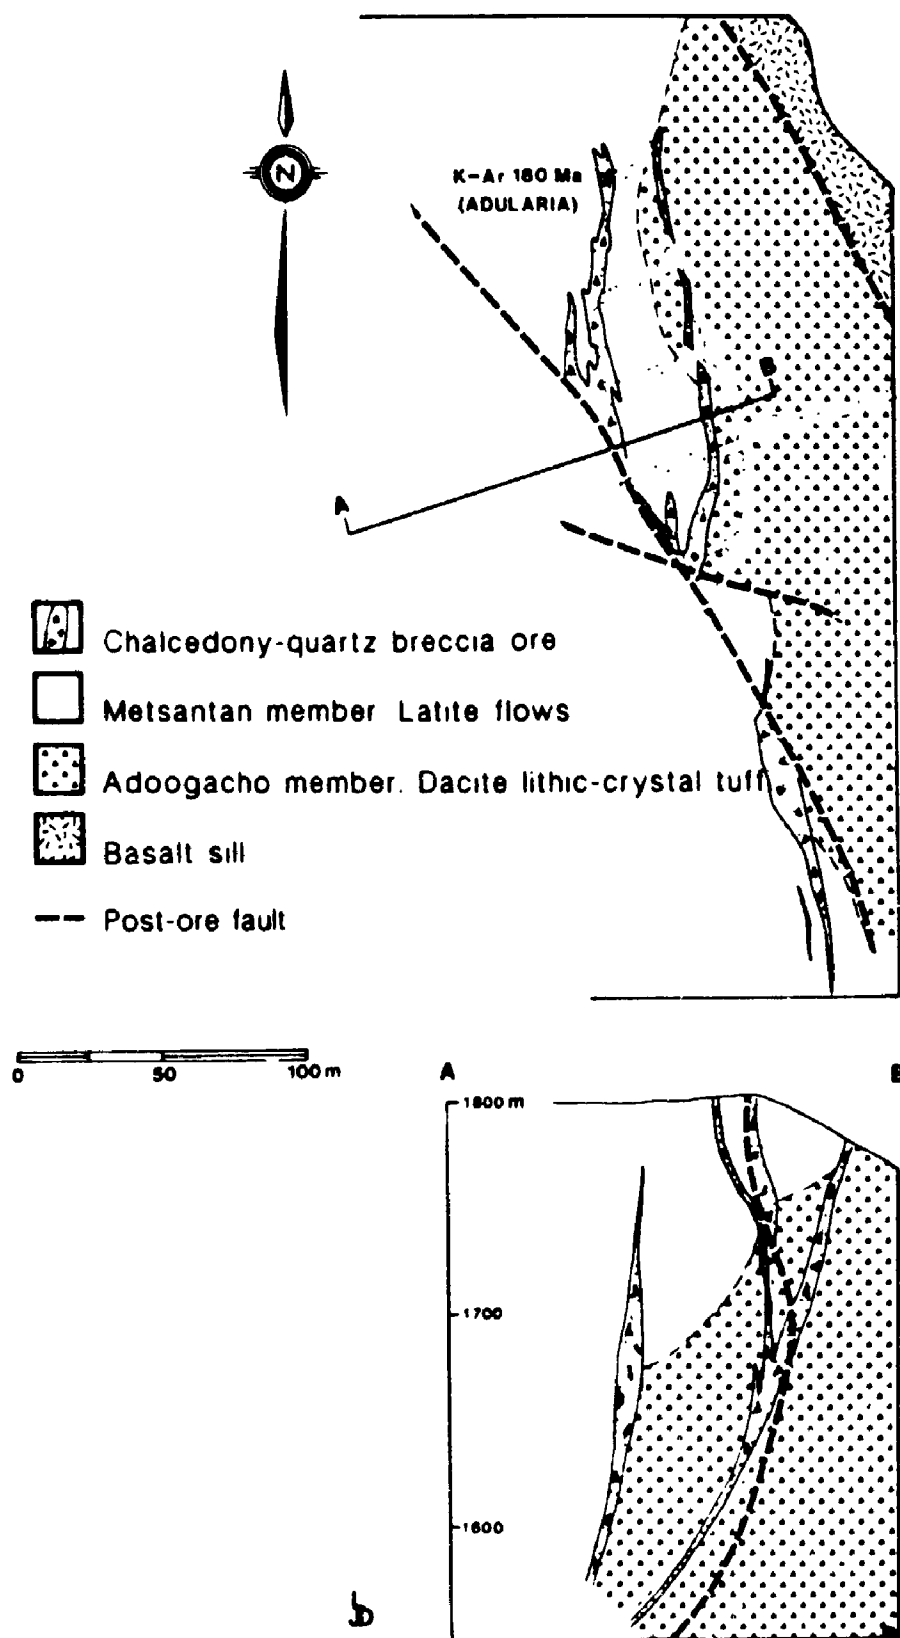 N
K-Ar 180 Ma
(ADULARIA)
B
A
Chalcedony-quartz breccia ore
Metsantan member Latite flows
Adoogacho member. Dacite lithic-crystal tuff
Basalt sill
Post-ore fault
0 50 100 m
A B
1800 m
1700
1600
b